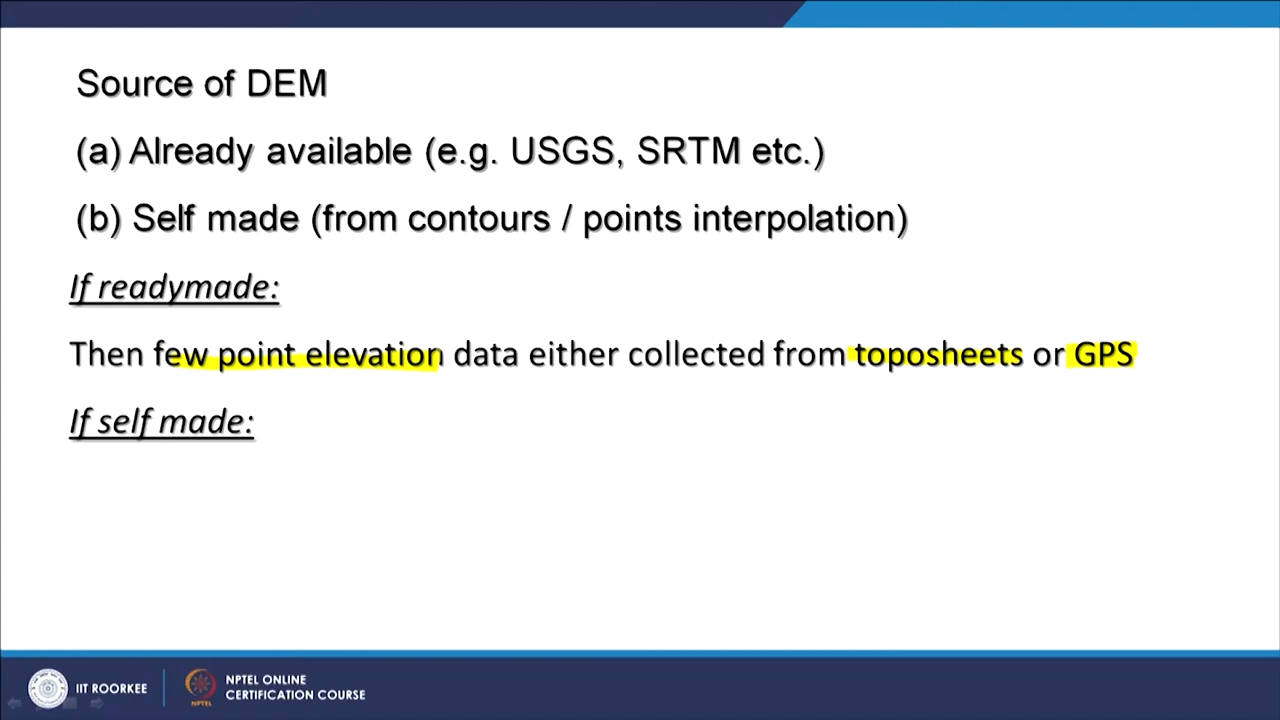 Source of DEM
(a) Already available (e.g. USGS, SRTM etc.)
(b) Self made (from contours / points interpolation)
If readymade:
Then few point elevation data either collected from toposheets or GPS
If self made:
IIT ROORKEE
NPTEL ONLINE
CERTIFICATION COURSE
NPTEL